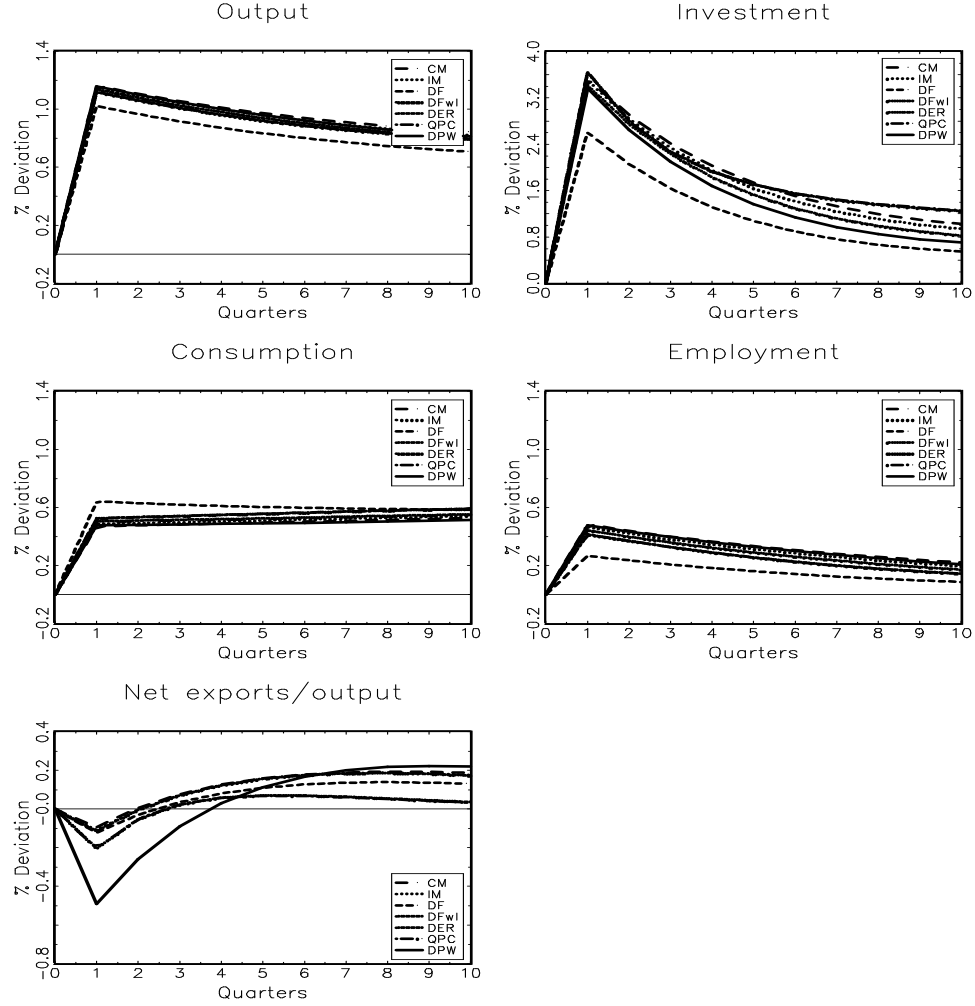 Output
% Deviation
1.4
1.0
0.6
0.2
-0.2
CM
IM
DF
DFwl
DER
QPC
DPW
0 1 2 3 4 5 6 7 8 9 10
Quarters
Investment
% Deviation
4.0
3.2
2.4
1.6
0.8
0.0
CM
IM
DF
DFwl
DER
QPC
DPW
0 1 2 3 4 5 6 7 8 9 10
Quarters
Consumption
% Deviation
1.4
1.0
0.6
0.2
-0.2
CM
IM
DF
DFwl
DER
QPC
DPW
0 1 2 3 4 5 6 7 8 9 10
Quarters
Employment
% Deviation
1.4
1.0
0.6
0.2
-0.2
CM
IM
DF
DFwl
DER
QPC
DPW
0 1 2 3 4 5 6 7 8 9 10
Quarters
Net exports/output
% Deviation
0.4
0.2
-0.0
-0.4
-0.8
CM
IM
DF
DFwl
DER
QPC
DPW
0 1 2 3 4 5 6 7 8 9 10
Quarters